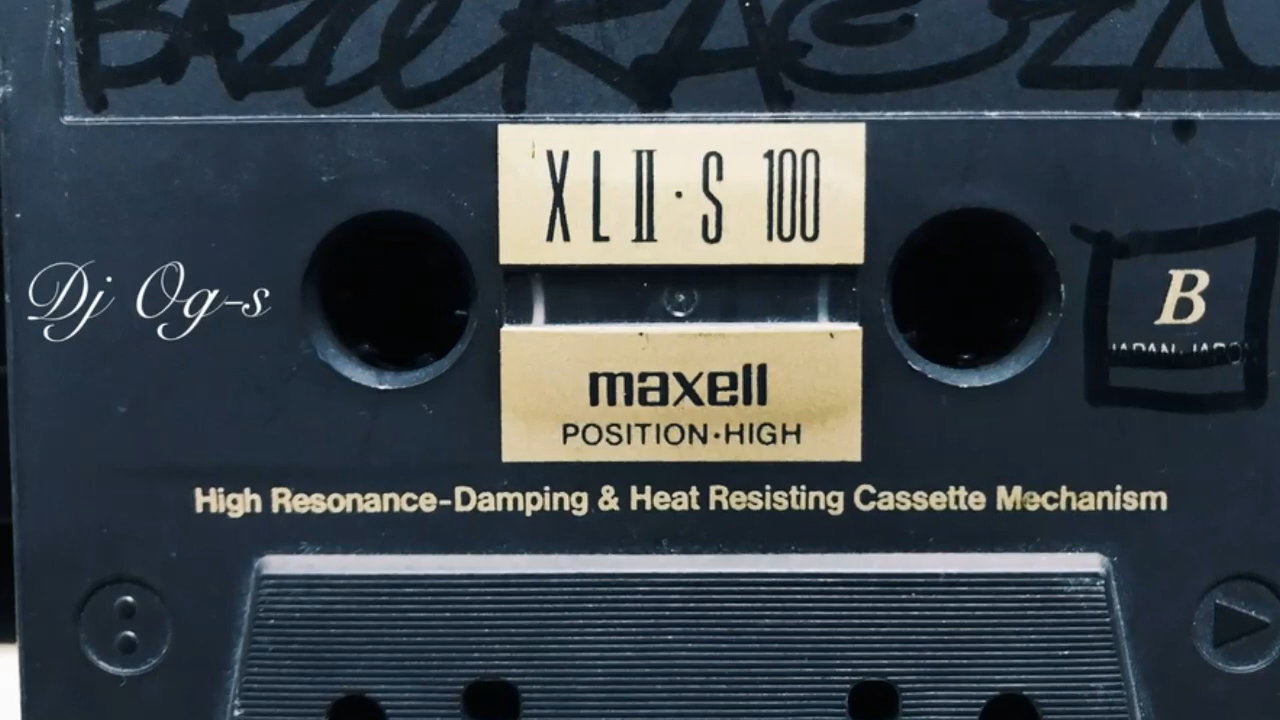 XLII·S 100
Dj Og-s
B
maxell
POSITION·HIGH
High Resonance-Damping & Heat Resisting Cassette Mechanism